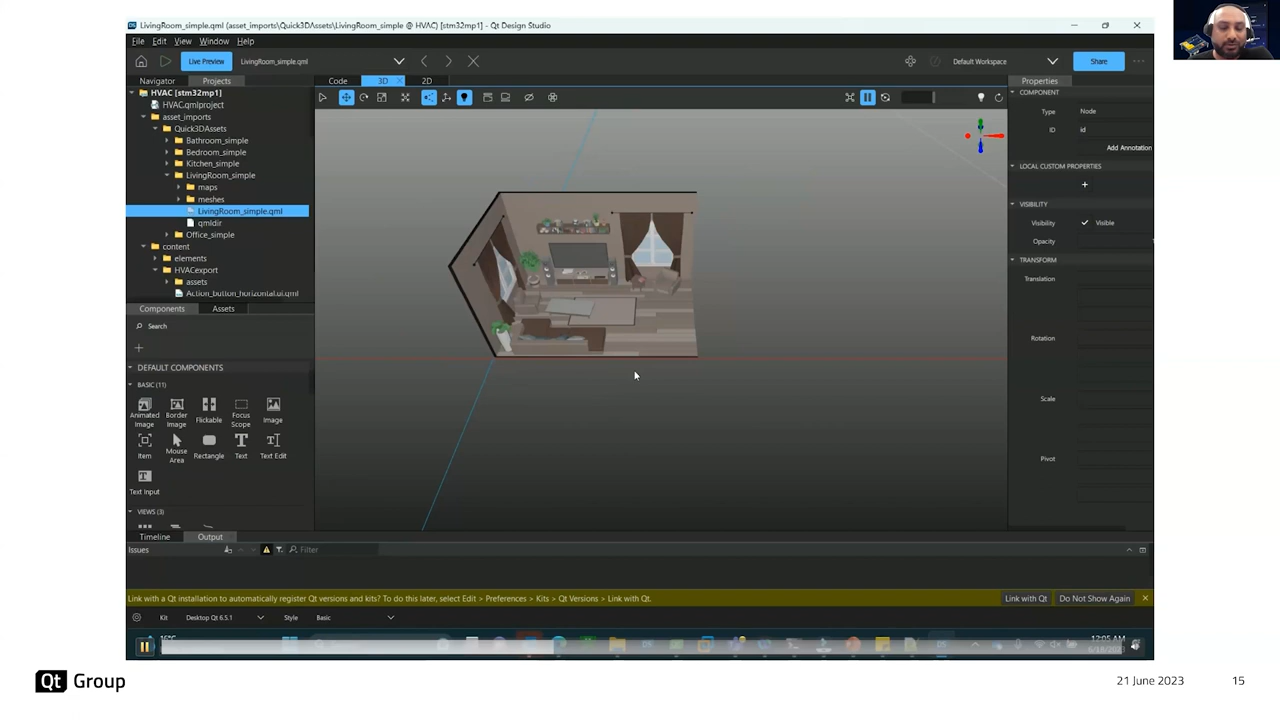 LivingRoom_simple.qml (asset_imports\Quick3DAssets\LivingRoom_simple @ HVAC) [stm32mp1] - Qt Design Studio
File Edit View Window Help
Live Preview LivingRoom_simple.qml Default Workspace Share
Navigator Projects Code 3D 2D Properties
HVAC [stm32mp1]
HVAC.qmlproject
asset_imports
Quick3DAssets
Bathroom_simple
Bedroom_simple
Kitchen_simple
LivingRoom_simple
maps
meshes
LivingRoom_simple.qml
qmldir
Office_simple
content
elements
HVACexport
assets
Action_button_horizontal.ui.qml
Components Assets
Search
DEFAULT COMPONENTS
BASIC (11)
Animated Image
Border Image
Flickable
Focus Scope
Image
Item
Mouse Area
Rectangle
Text
Text Edit
Text Input
VIEWS (3)
COMPONENT
Type Node
ID id
Add Annotation
LOCAL CUSTOM PROPERTIES
VISIBILITY
Visibility Visible
Opacity
TRANSFORM
Translation
Rotation
Scale
Pivot
Timeline Output
Issues Filter
Link with a Qt installation to automatically register Qt versions and kits? To do this later, select Edit > Preferences > Kits > Qt Versions > Link with Qt. Link with Qt Do Not Show Again
Kit Desktop Qt 6.5.1 Style Basic
Qt Group
21 June 2023 15